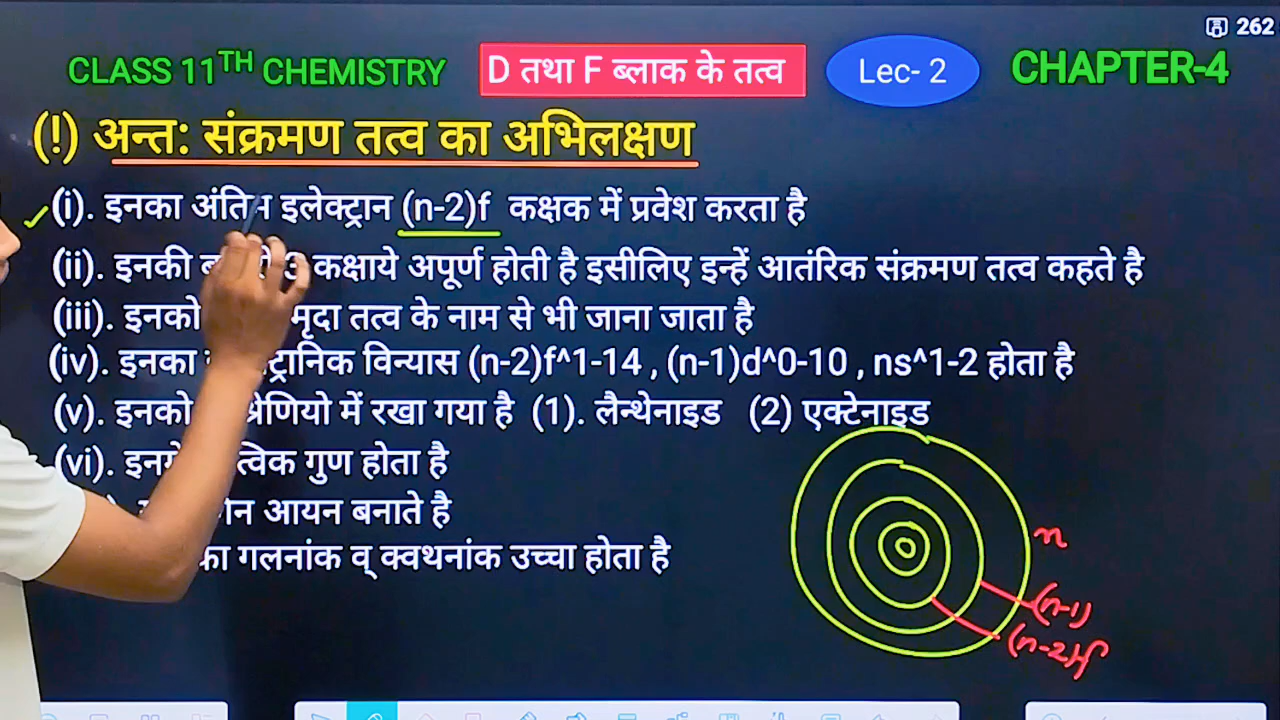 262
CLASS 11TH CHEMISTRY D तथा F ब्लाक के तत्व Lec- 2 CHAPTER-4
(!) अन्त: संक्रमण तत्व का अभिलक्षण
(i). इनका अंतिम इलेक्ट्रान (n-2)f कक्षक में प्रवेश करता है
(ii). इनकी 3 कक्षाये अपूर्ण होती है इसीलिए इन्हें आतंरिक संक्रमण तत्व कहते है
(iii). इनको मृदा तत्व के नाम से भी जाना जाता है
(iv). इनका विन्यास (n-2)f^1-14 , (n-1)d^0-10 , ns^1-2 होता है
(v). इनको में रखा गया है (1). लैन्थेनाइड (2) एक्टेनाइड
(vi). गुण होता है
आयन बनाते है
गलनांक व् क्वथनांक उच्चा होता है
n
(n-1)
(n-2)f